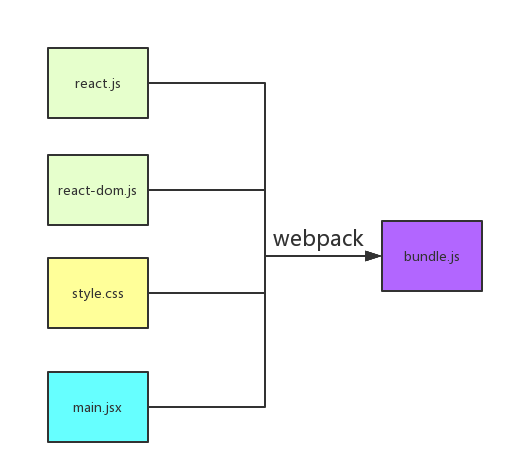 react.js
react-dom.js
webpack
bundle.js
style.css
main.jsx